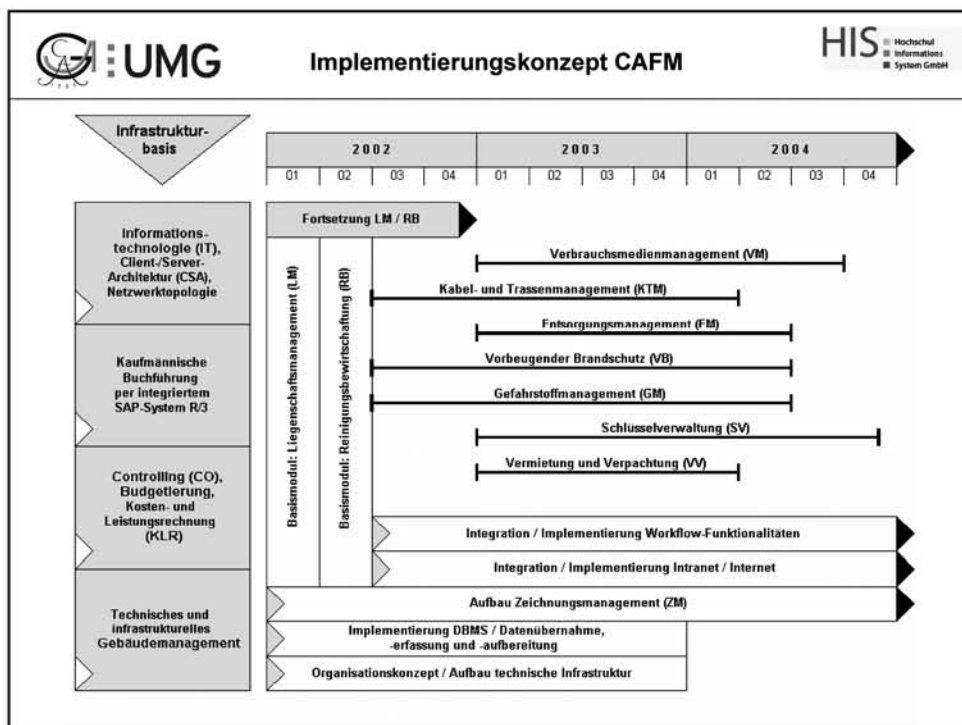 UMG
Implementierungskonzept CAFM
HIS
Hochschul
Informations
System GmbH
Infrastruktur-
basis
2002
2003
2004
01
02
03
04
01
02
03
04
01
02
03
04
Informations-
technologie (IT),
Client-/Server-
Architektur (CSA),
Netzwerktopologie
Kaufmännische
Buchführung
per integriertem
SAP-System R/3
Controlling (CO),
Budgetierung,
Kosten- und
Leistungsrechnung
(KLR)
Technisches und
infrastrukturelles
Gebäudemanagement
Fortsetzung LM / RB
Basismodul: Liegenschaftsmanagement (LM)
Basismodul: Reinigungsbewirtschaftung (RB)
Verbrauchsmedienmanagement (VM)
Kabel- und Trassenmanagement (KTM)
Entsorgungsmanagement (EM)
Vorbeugender Brandschutz (VB)
Gefahrstoffmanagement (GM)
Schlüsselverwaltung (SV)
Vermietung und Verpachtung (VV)
Integration / Implementierung Workflow-Funktionalitäten
Integration / Implementierung Intranet / Internet
Aufbau Zeichnungsmanagement (ZM)
Implementierung DBMS / Datenübernahme,
-erfassung und -aufbereitung
Organisationskonzept / Aufbau technische Infrastruktur